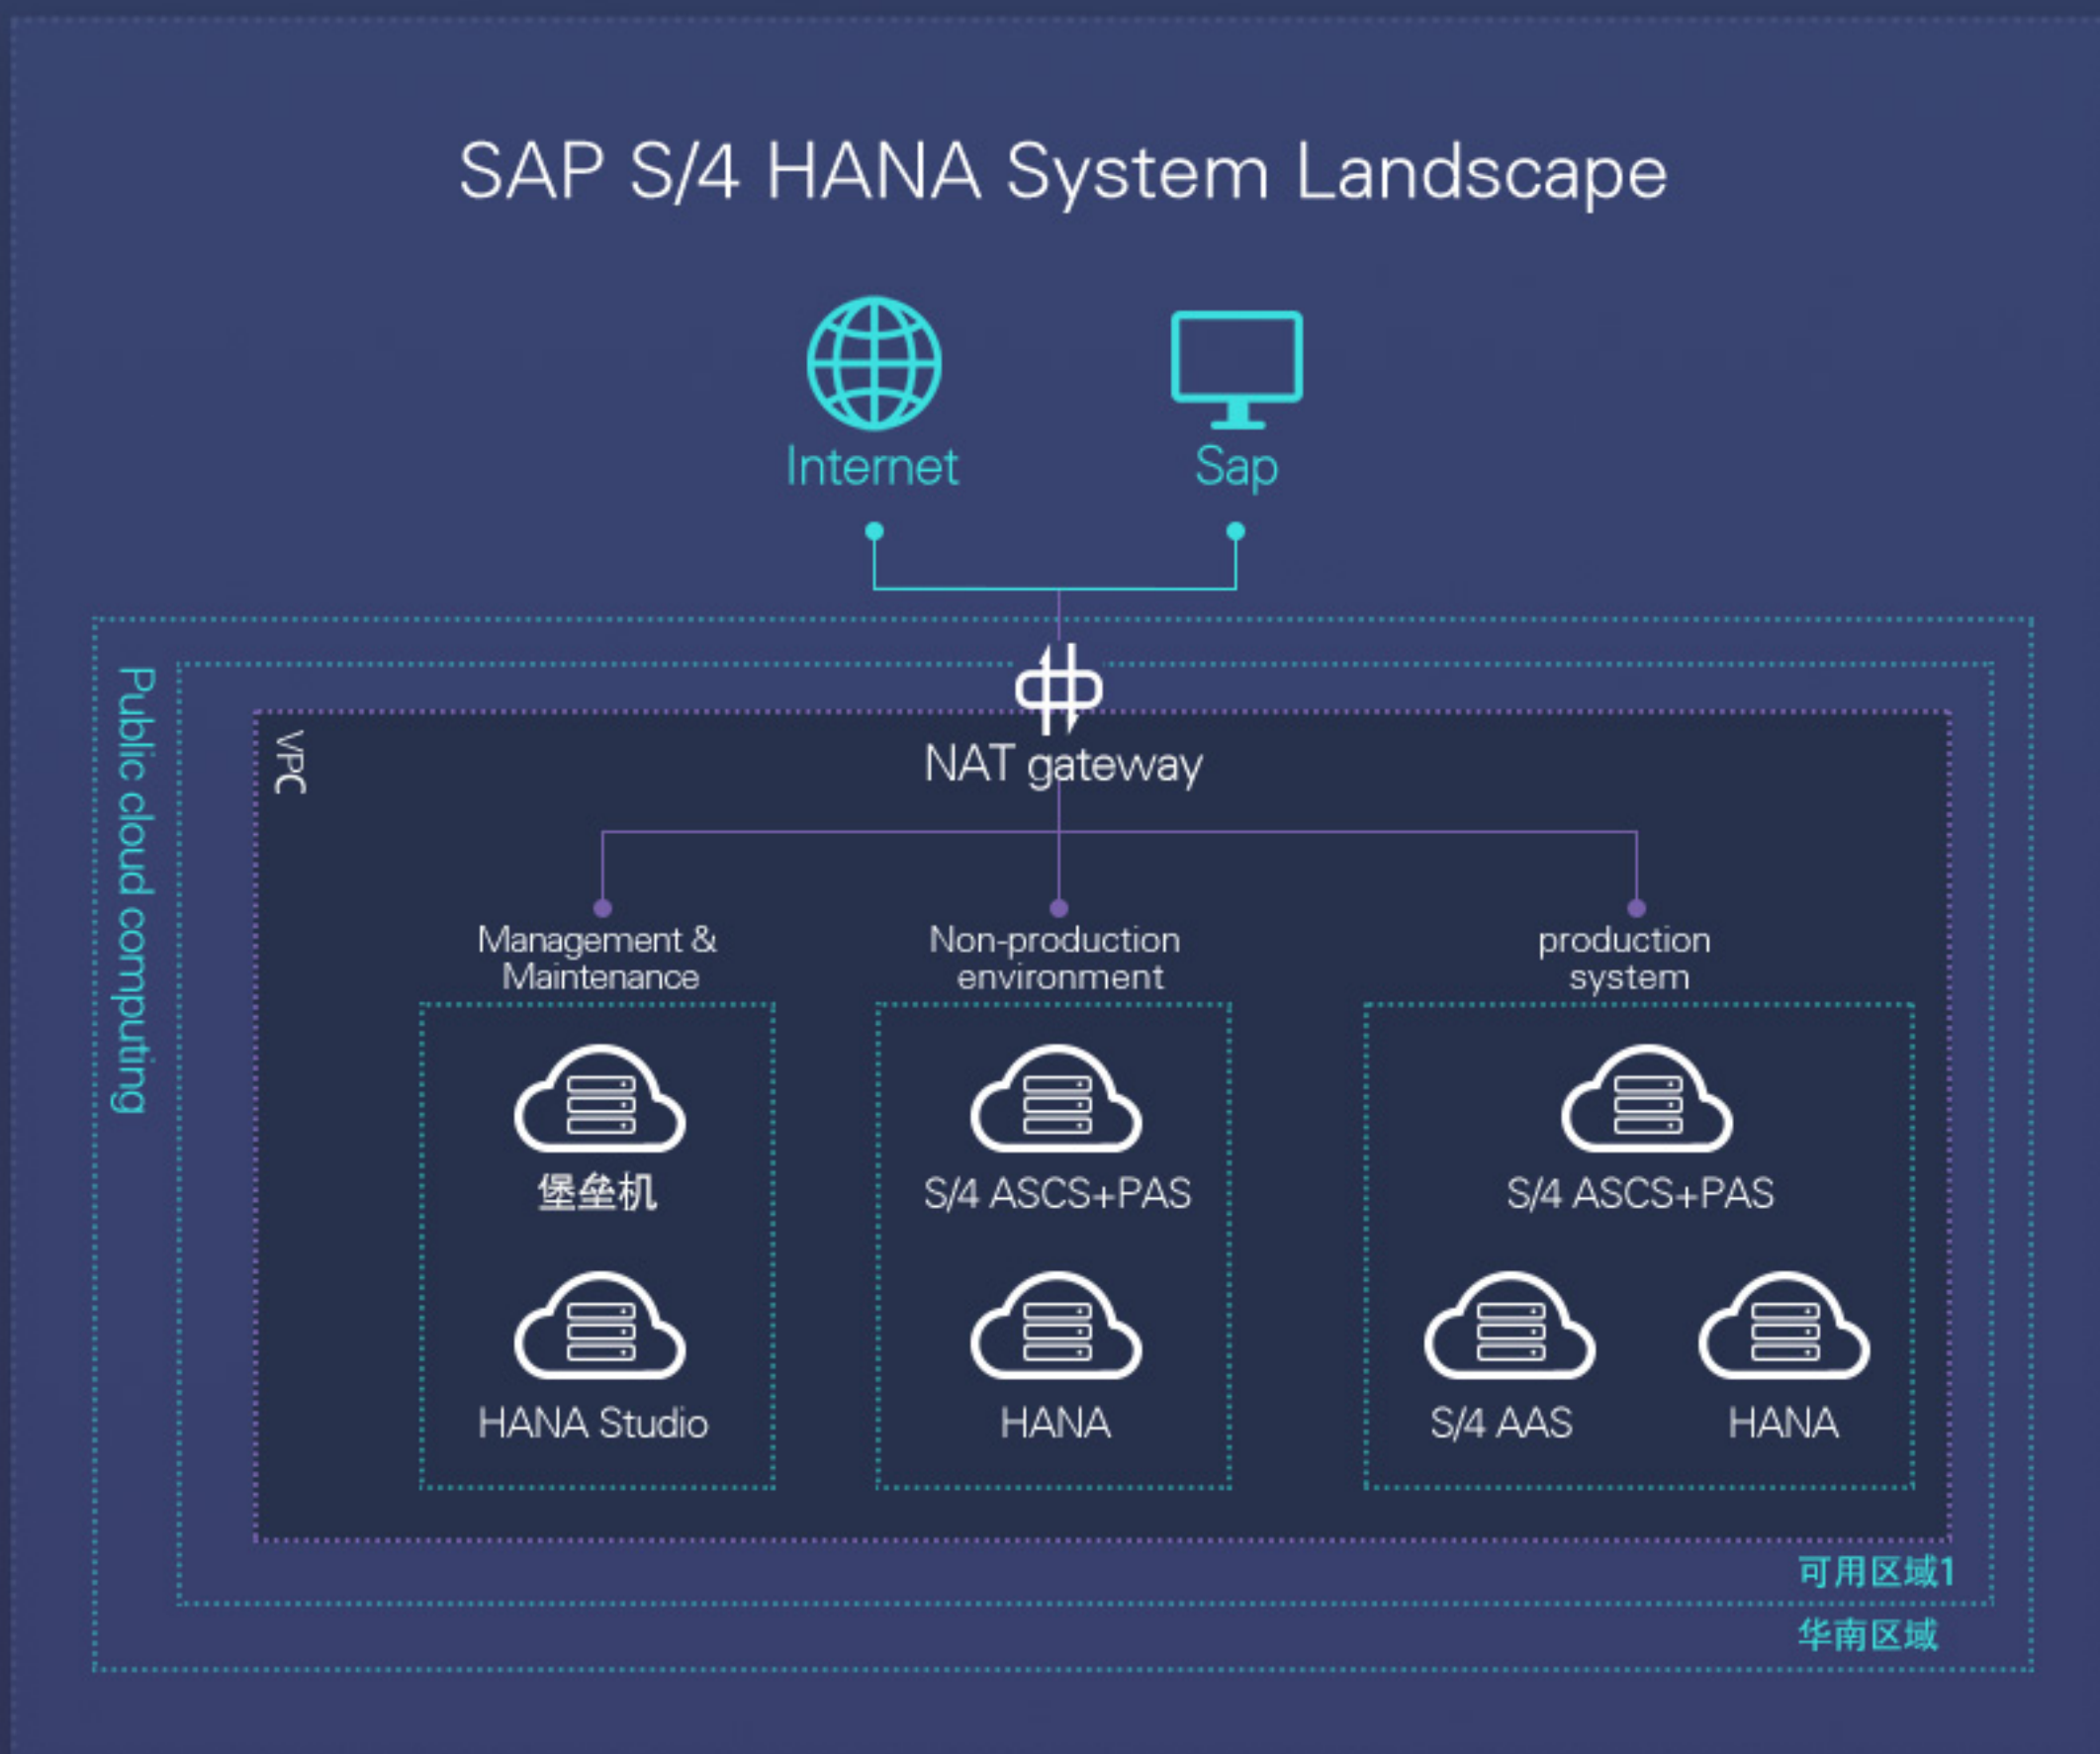 SAP S/4 HANA System Landscape
Internet
Sap
Public cloud computing
VPC
NAT gateway
Management &
Maintenance
Non-production
environment
production
system
堡垒机
S/4 ASCS+PAS
S/4 ASCS+PAS
HANA Studio
HANA
S/4 AAS
HANA
可用区域1
华南区域